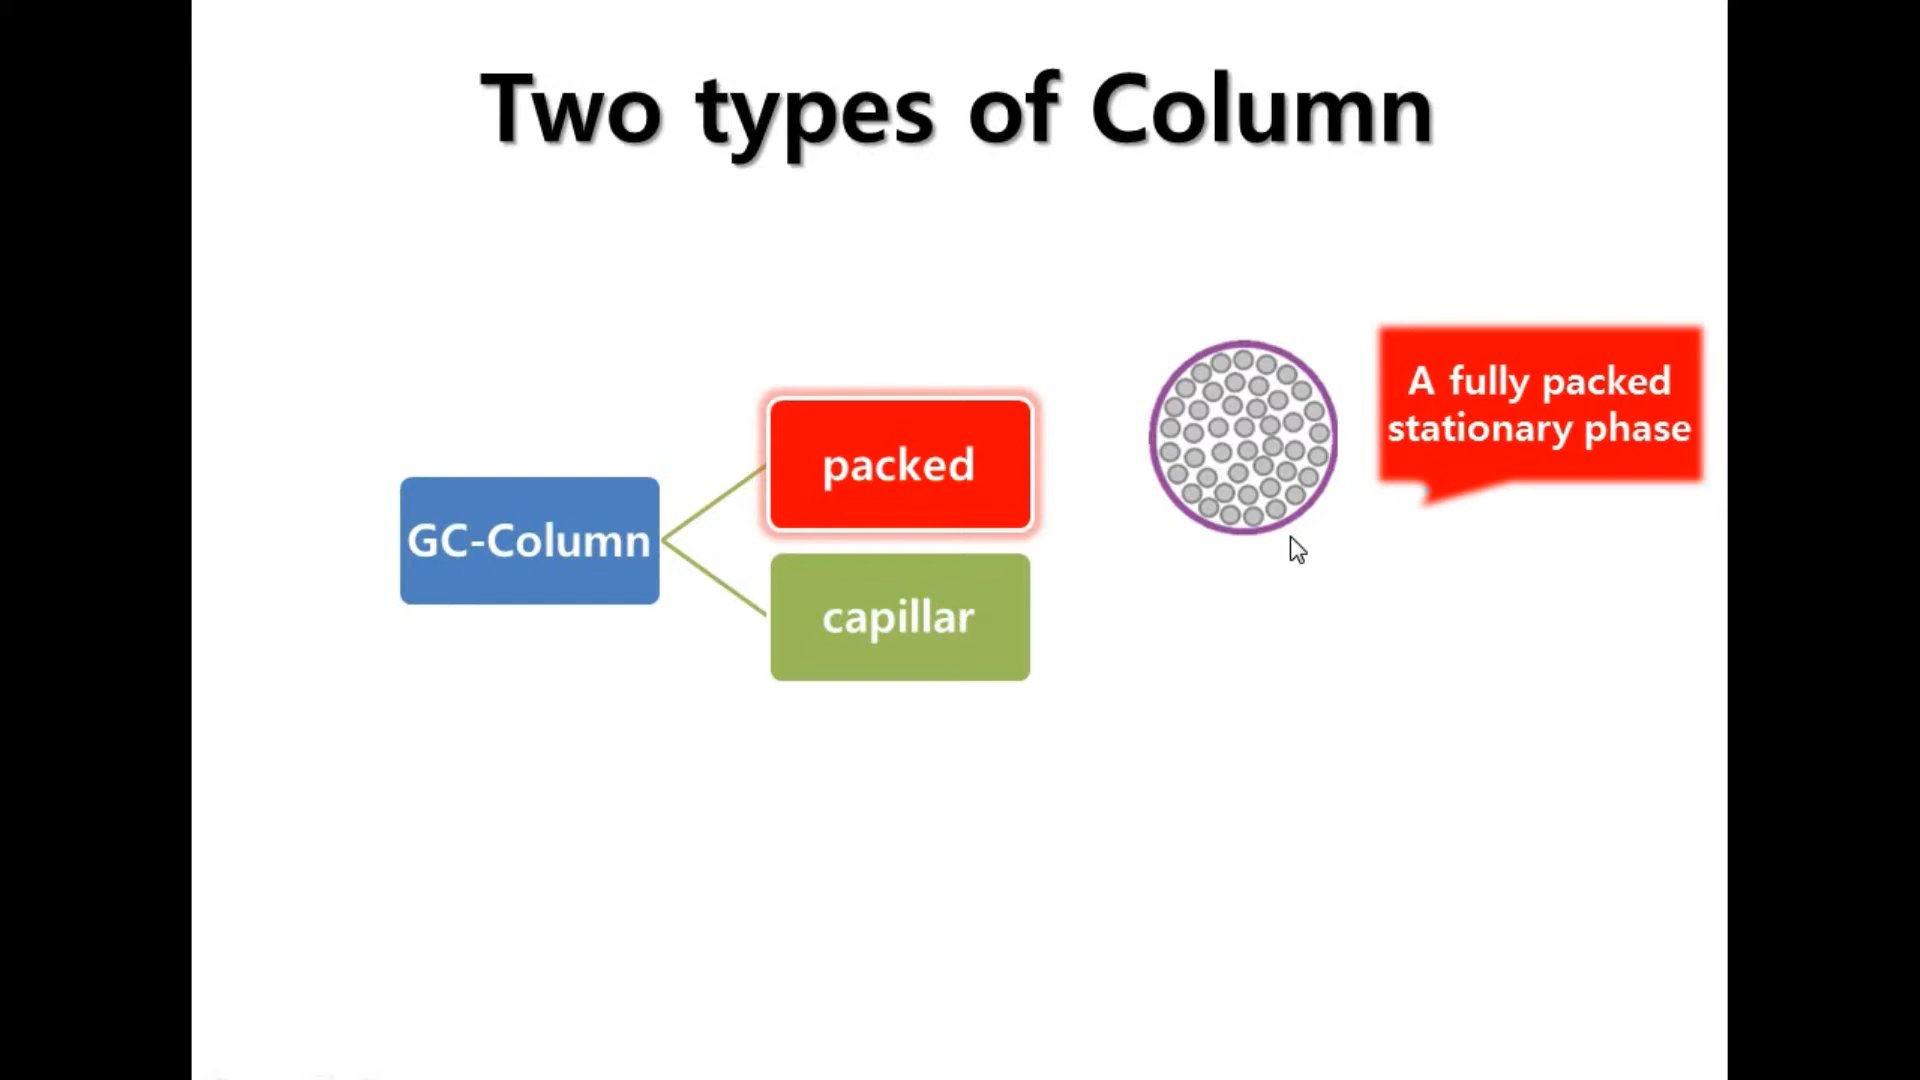 Two types of Column
A fully packed
stationary phase
packed
GC-Column
capillar